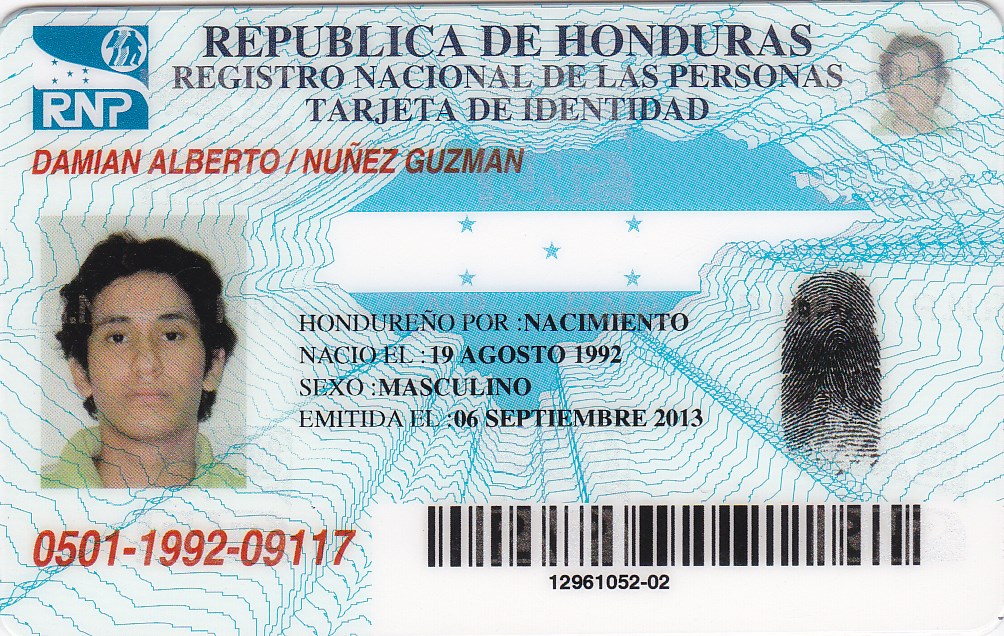 REPUBLICA DE HONDURAS
REGISTRO NACIONAL DE LAS PERSONAS
TARJETA DE IDENTIDAD
RNP
DAMIAN ALBERTO / NUÑEZ GUZMAN
HONDUREÑO POR :NACIMIENTO
NACIO EL :19 AGOSTO 1992
SEXO :MASCULINO
EMITIDA EL :06 SEPTIEMBRE 2013
0501-1992-09117
12961052-02